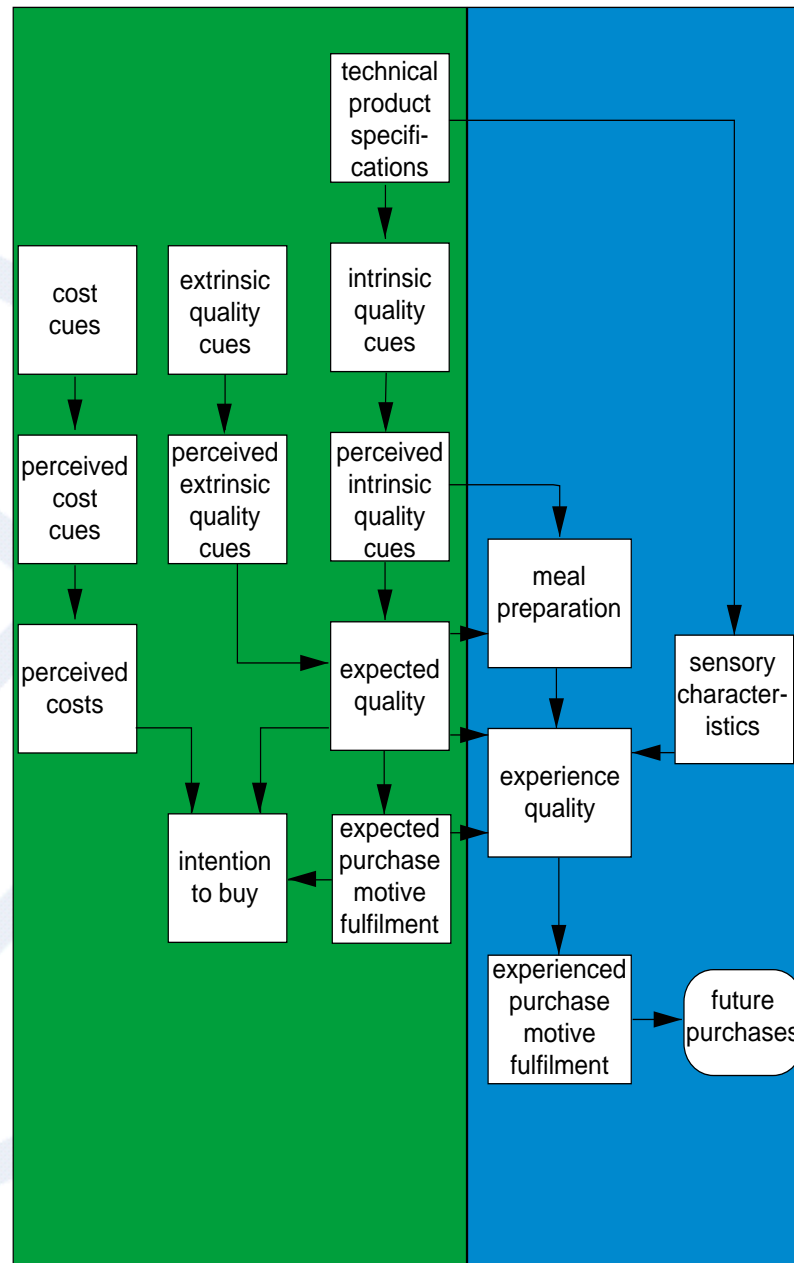 technical
product
specifi-
cations
cost
cues
extrinsic
quality
cues
intrinsic
quality
cues
perceived
cost
cues
perceived
extrinsic
quality
cues
perceived
intrinsic
quality
cues
meal
preparation
perceived
costs
expected
quality
sensory
character-
istics
experience
quality
intention
to buy
expected
purchase
motive
fulfilment
experienced
purchase
motive
fulfilment
future
purchases